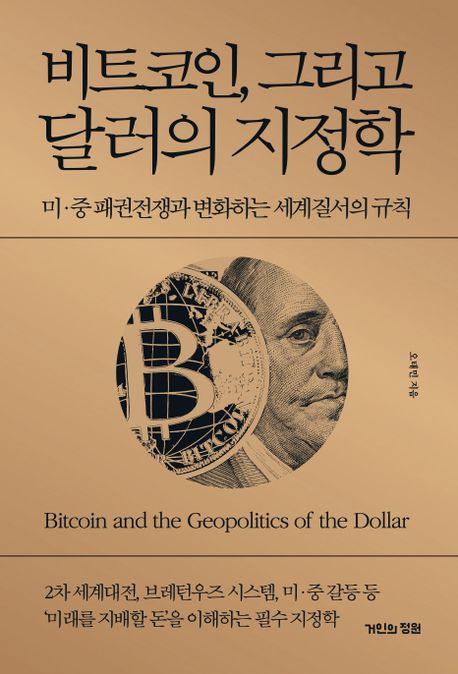 비트코인, 그리고
달러의 지정학
미·중 패권전쟁과 변화하는 세계질서의 규칙
BITCOIN
오태민 지음
Bitcoin and the Geopolitics of the Dollar
2차 세계대전, 브레턴우즈 시스템, 미·중 갈등 등
‘미래를 지배할 돈’을 이해하는 필수 지정학
거인의 정원